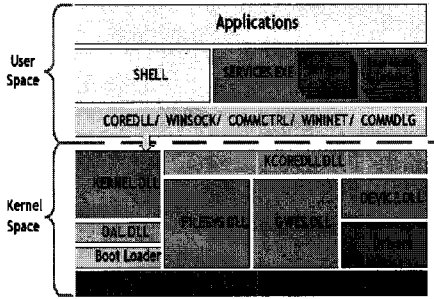 Applications
User Space
SHELL
SERVICES.EXE
COREDLL/ WINSOCK/ COMMCTRL/ WININET/ COMMDLG
Kernel Space
KCOREDLL.DLL
KERNEL.DLL
FILESYS.DLL
GWES.DLL
DEVICE.DLL
OAL.DLL
Boot Loader